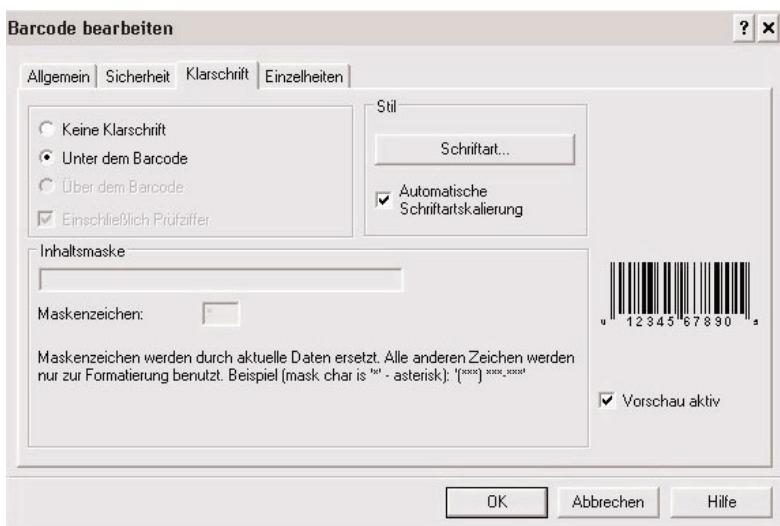 Barcode bearbeiten
? ×
Allgemein Sicherheit Klarschrift Einzelheiten
Keine Klarschrift
Unter dem Barcode
Über dem Barcode
Einschließlich Prüfziffer
Stil
Schriftart...
Automatische
Schriftartskalierung
Inhaltsmaske
Maskenzeichen: *
Maskenzeichen werden durch aktuelle Daten ersetzt. Alle anderen Zeichen werden
nur zur Formatierung benutzt. Beispiel (mask char is '*' - asterisk): '(***) ***-***'
12345 67890
Vorschau aktiv
OK Abbrechen Hilfe